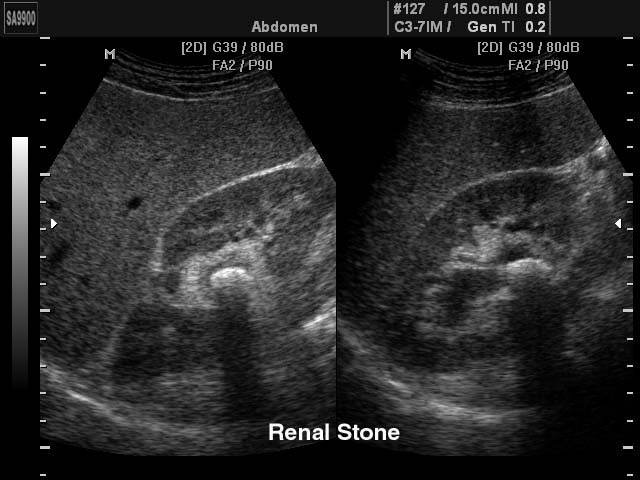 SA9900
Abdomen
#127 / 15.0cm MI 0.8
C3-7IM / Gen TI 0.2
M
[2D] G39 / 80dB
FA2 / P90
M
[2D] G39 / 80dB
FA2 / P90
Renal Stone